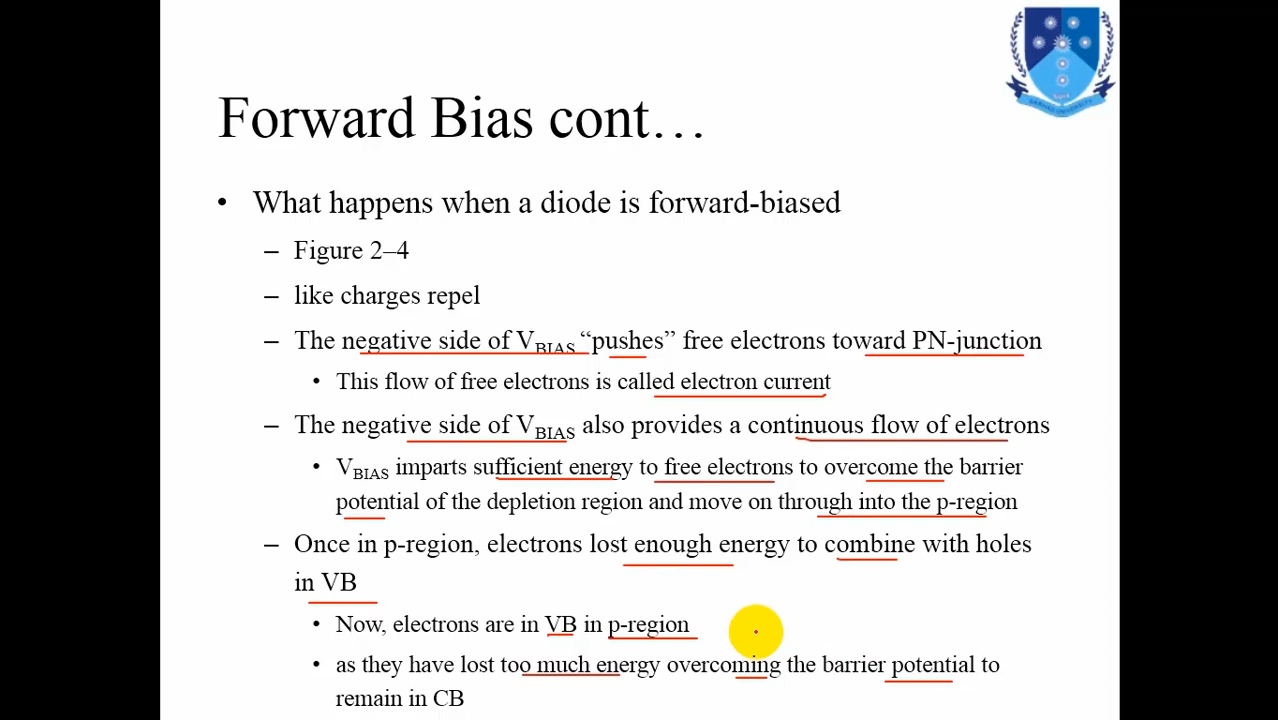 Forward Bias cont…
• What happens when a diode is forward-biased
– Figure 2–4
– like charges repel
– The negative side of VBIAS “pushes” free electrons toward PN-junction
• This flow of free electrons is called electron current
– The negative side of VBIAS also provides a continuous flow of electrons
• VBIAS imparts sufficient energy to free electrons to overcome the barrier
potential of the depletion region and move on through into the p-region
– Once in p-region, electrons lost enough energy to combine with holes
in VB
• Now, electrons are in VB in p-region
• as they have lost too much energy overcoming the barrier potential to
remain in CB